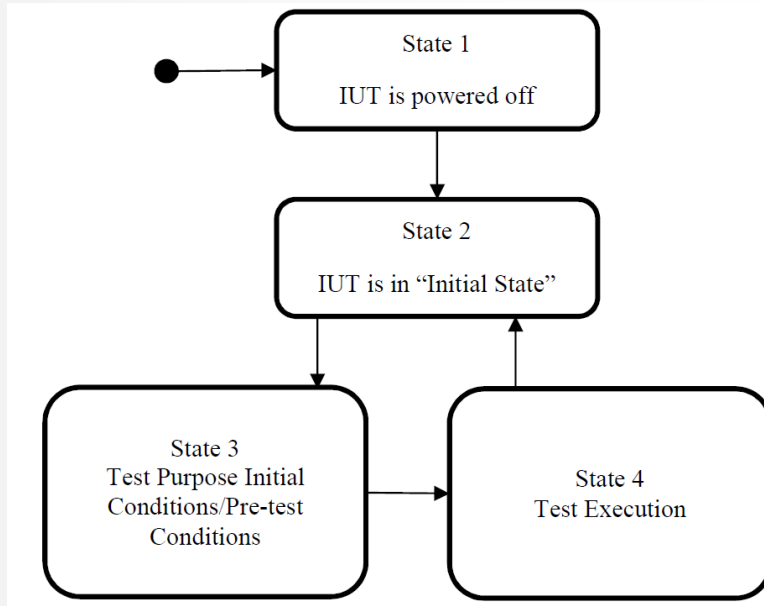 State 1
IUT is powered off
State 2
IUT is in “Initial State”
State 3
Test Purpose Initial
Conditions/Pre-test
Conditions
State 4
Test Execution